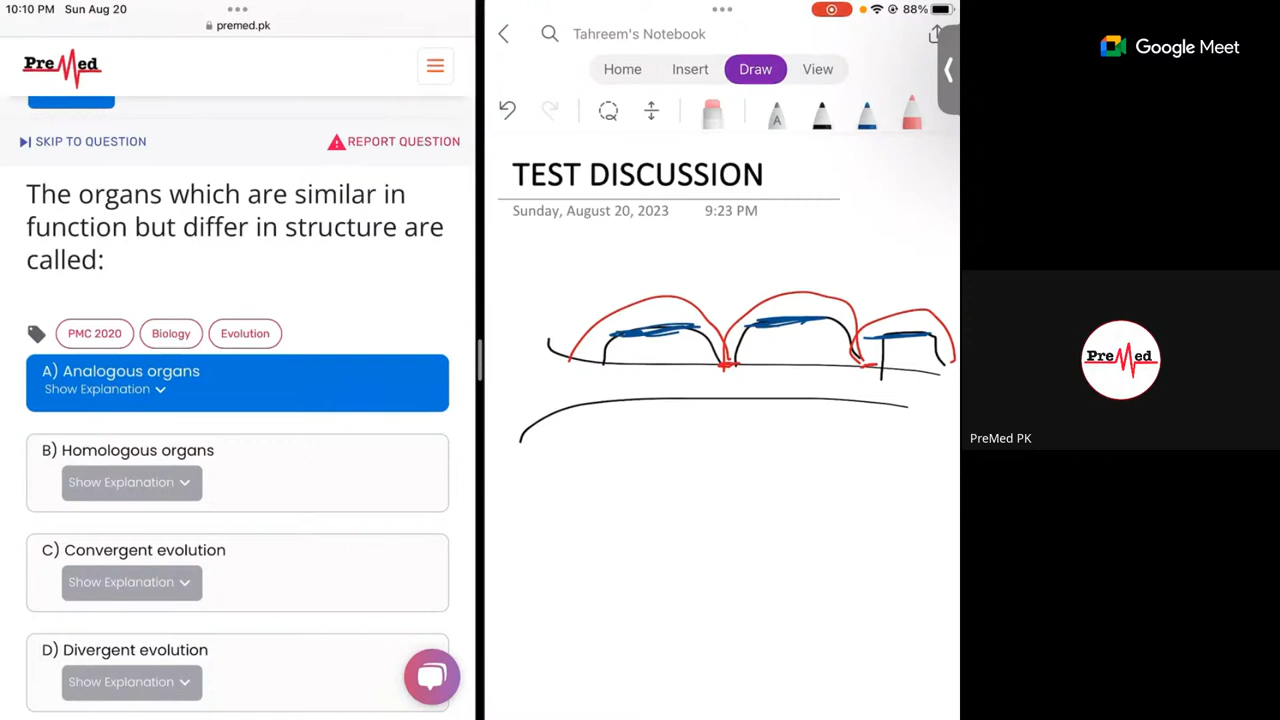 10:10 PM Sun Aug 20
premed.pk
PreMed
SKIP TO QUESTION
REPORT QUESTION
The organs which are similar in
function but differ in structure are
called:
PMC 2020
Biology
Evolution
A) Analogous organs
Show Explanation
B) Homologous organs
Show Explanation
C) Convergent evolution
Show Explanation
D) Divergent evolution
Show Explanation
88%
Tahreem's Notebook
Home
Insert
Draw
View
A
TEST DISCUSSION
Sunday, August 20, 2023 9:23 PM
Google Meet
PreMed
PreMed PK